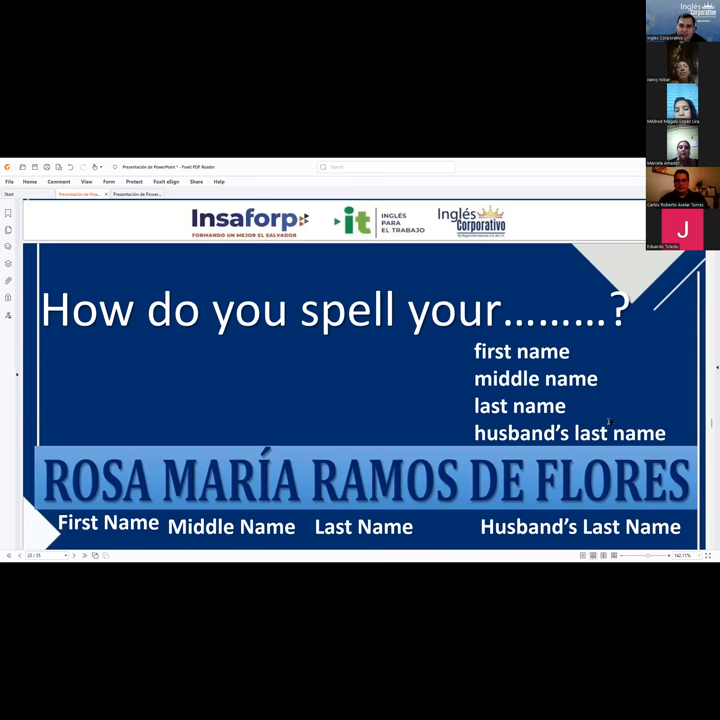 Inglés
Corporativo
Inglés Corporativo
nancy tobar
Mildred Magali Lopez Lira
Marcela Amador
Carlos Roberto Avelar Torres
J
Eduardo Toledo
Presentación de PowerPoint * - Foxit PDF Reader
Search
File Home Comment View Form Protect Foxit eSign Share Help
Start Presentación de Pow... Presentación de Power...
Insaforp
FORMANDO UN MEJOR EL SALVADOR
it INGLÉS PARA EL TRABAJO
Inglés
Corporativo
How do you spell your.........?
first name
middle name
last name
husband's last name
ROSA MARÍA RAMOS DE FLORES
First Name Middle Name Last Name Husband's Last Name
23 / 35
142.11%